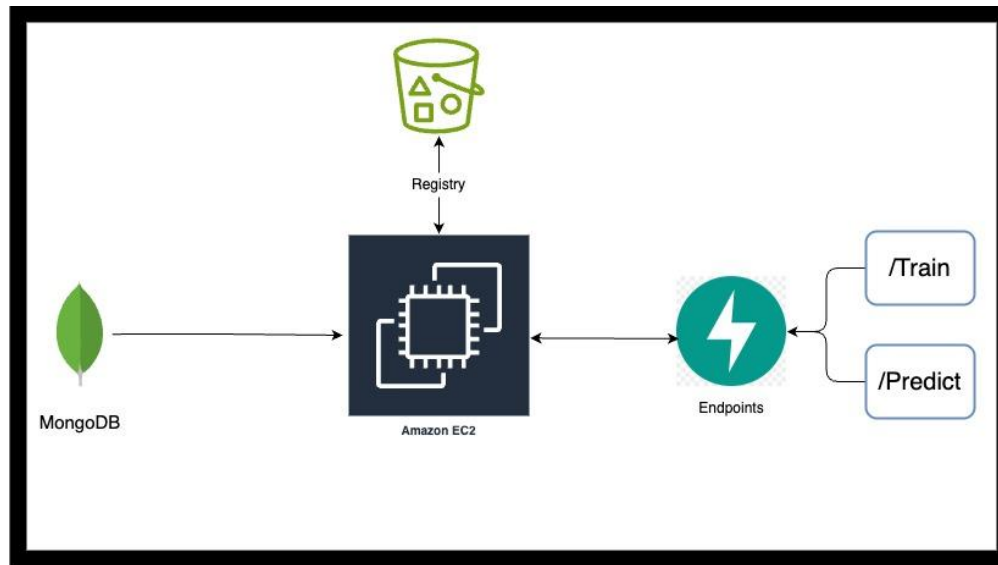 Registry
/Train
/Predict
MongoDB
Amazon EC2
Endpoints